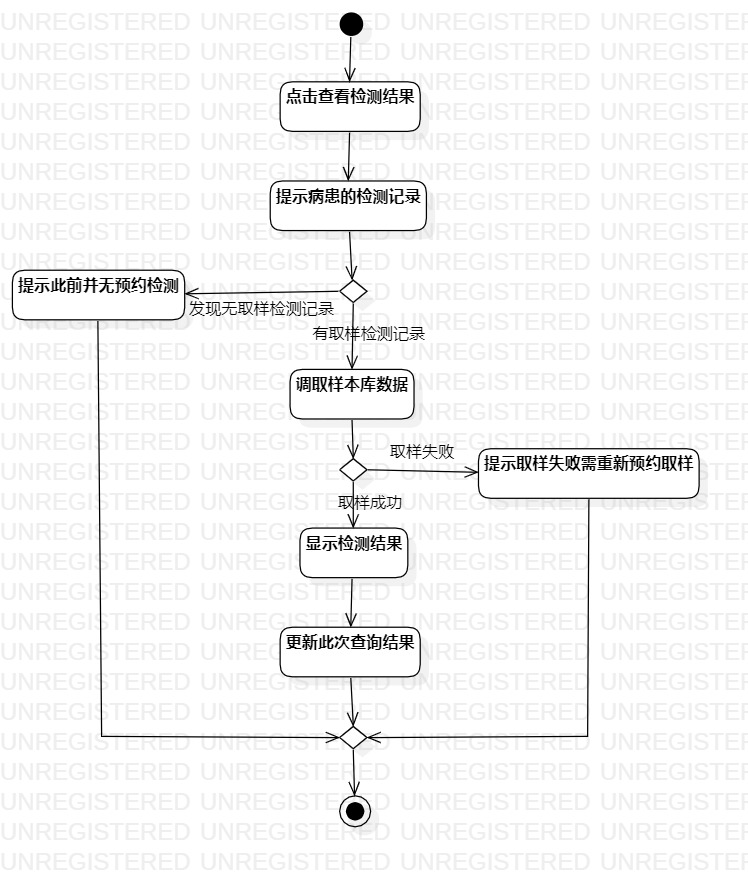 点击查看检测结果
提示病患的检测记录
提示此前并无预约检测
发现无取样检测记录
有取样检测记录
调取样本库数据
取样失败
提示取样失败需重新预约取样
取样成功
显示检测结果
更新此次查询结果
UNREGISTERED